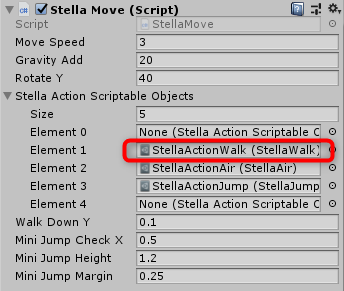 Stella Move (Script)
Script StellaMove
Move Speed 3
Gravity Add 20
Rotate Y 40
Stella Action Scriptable Objects
Size 5
Element 0 None (Stella Action Scriptable O
Element 1 StellaActionWalk (StellaWalk)
Element 2 StellaActionAir (StellaAir)
Element 3 StellaActionJump (StellaJump
Element 4 None (Stella Action Scriptable O
Walk Down Y 0.1
Mini Jump Check X 0.5
Mini Jump Height 1.2
Mini Jump Margin 0.25